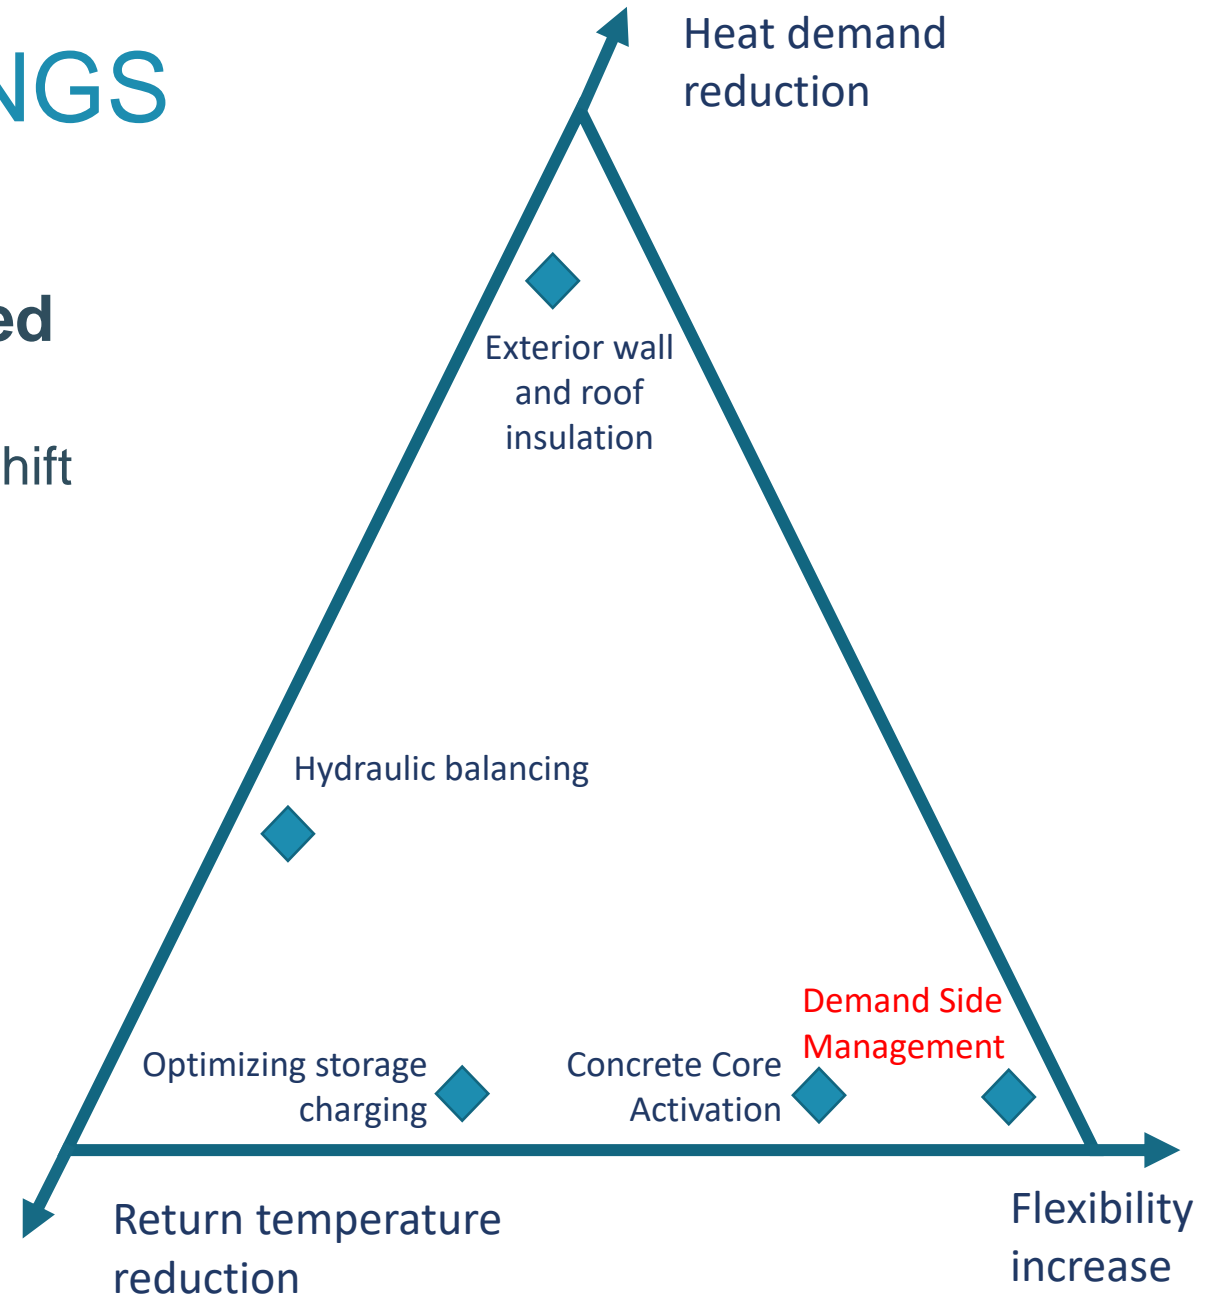 NGS
ed
hift
Heat demand
reduction
Exterior wall
and roof
insulation
Hydraulic balancing
Optimizing storage
charging
Concrete Core
Activation
Demand Side
Management
Return temperature
reduction
Flexibility
increase